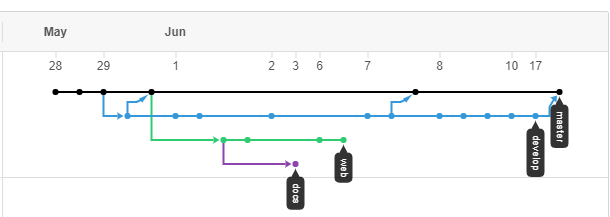 May Jun
28 29 1 2 3 6 7 8 10 17
master
develop
web
docs